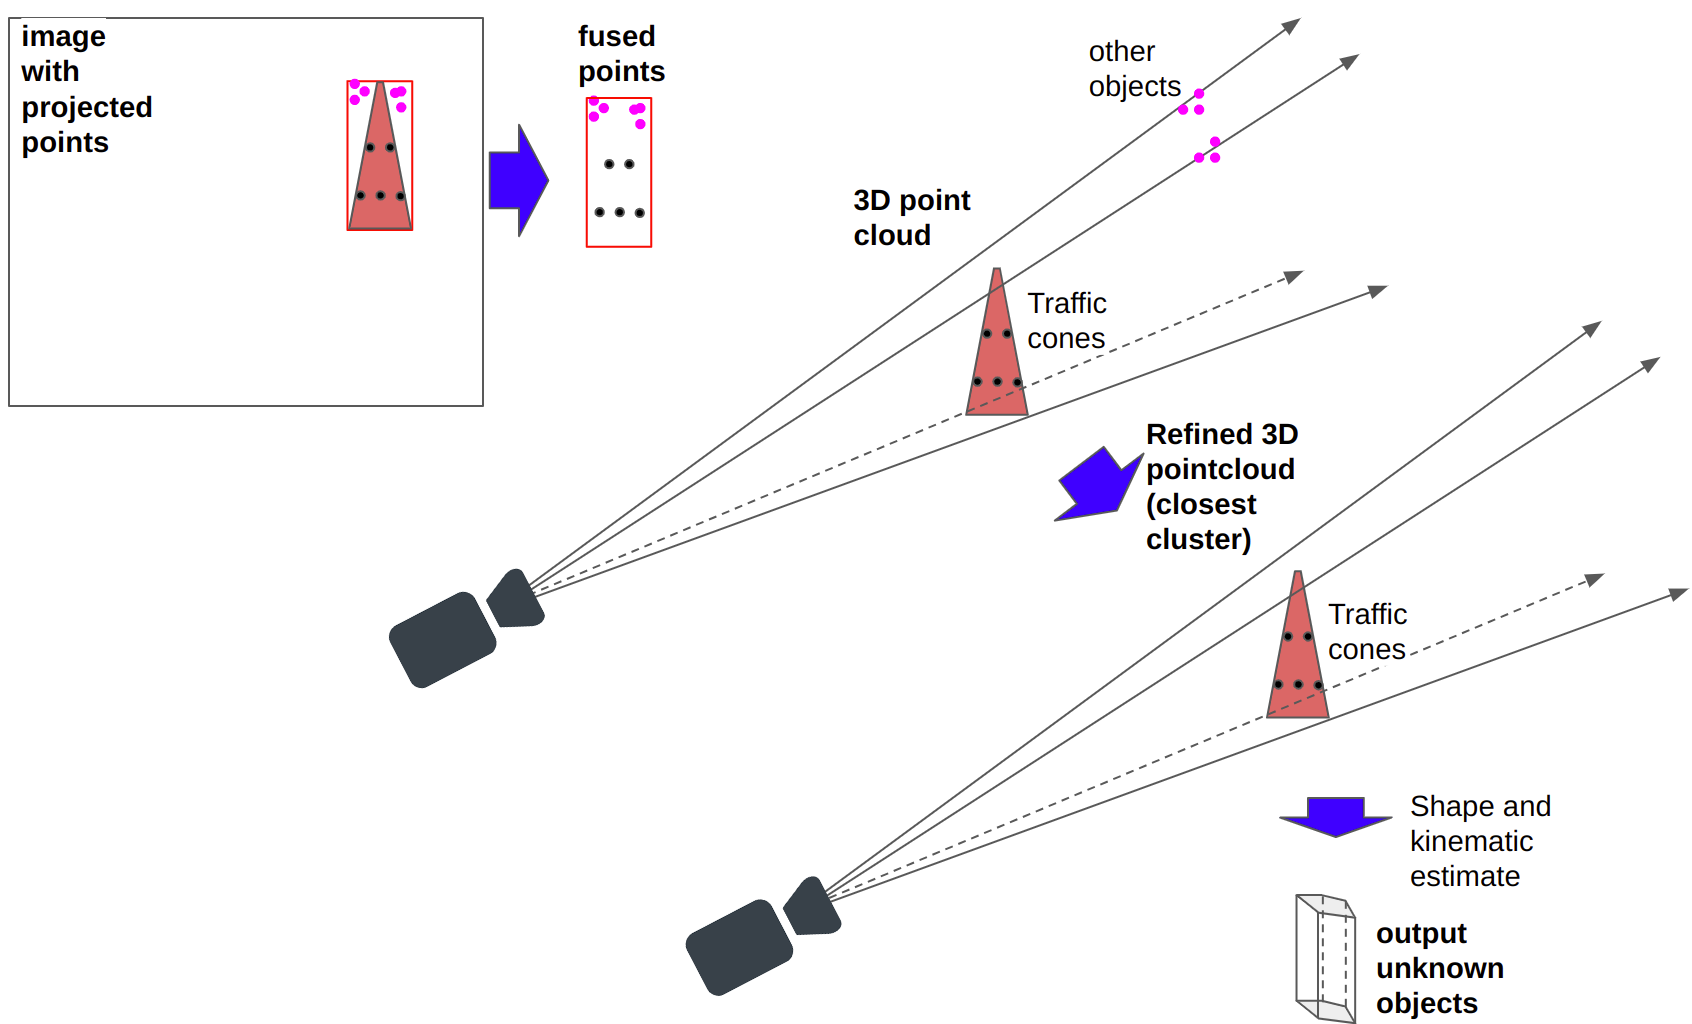 image
with
projected
points
fused
points
other
objects
3D point
cloud
Traffic
cones
Refined 3D
pointcloud
(closest
cluster)
Traffic
cones
Shape and
kinematic
estimate
output
unknown
objects